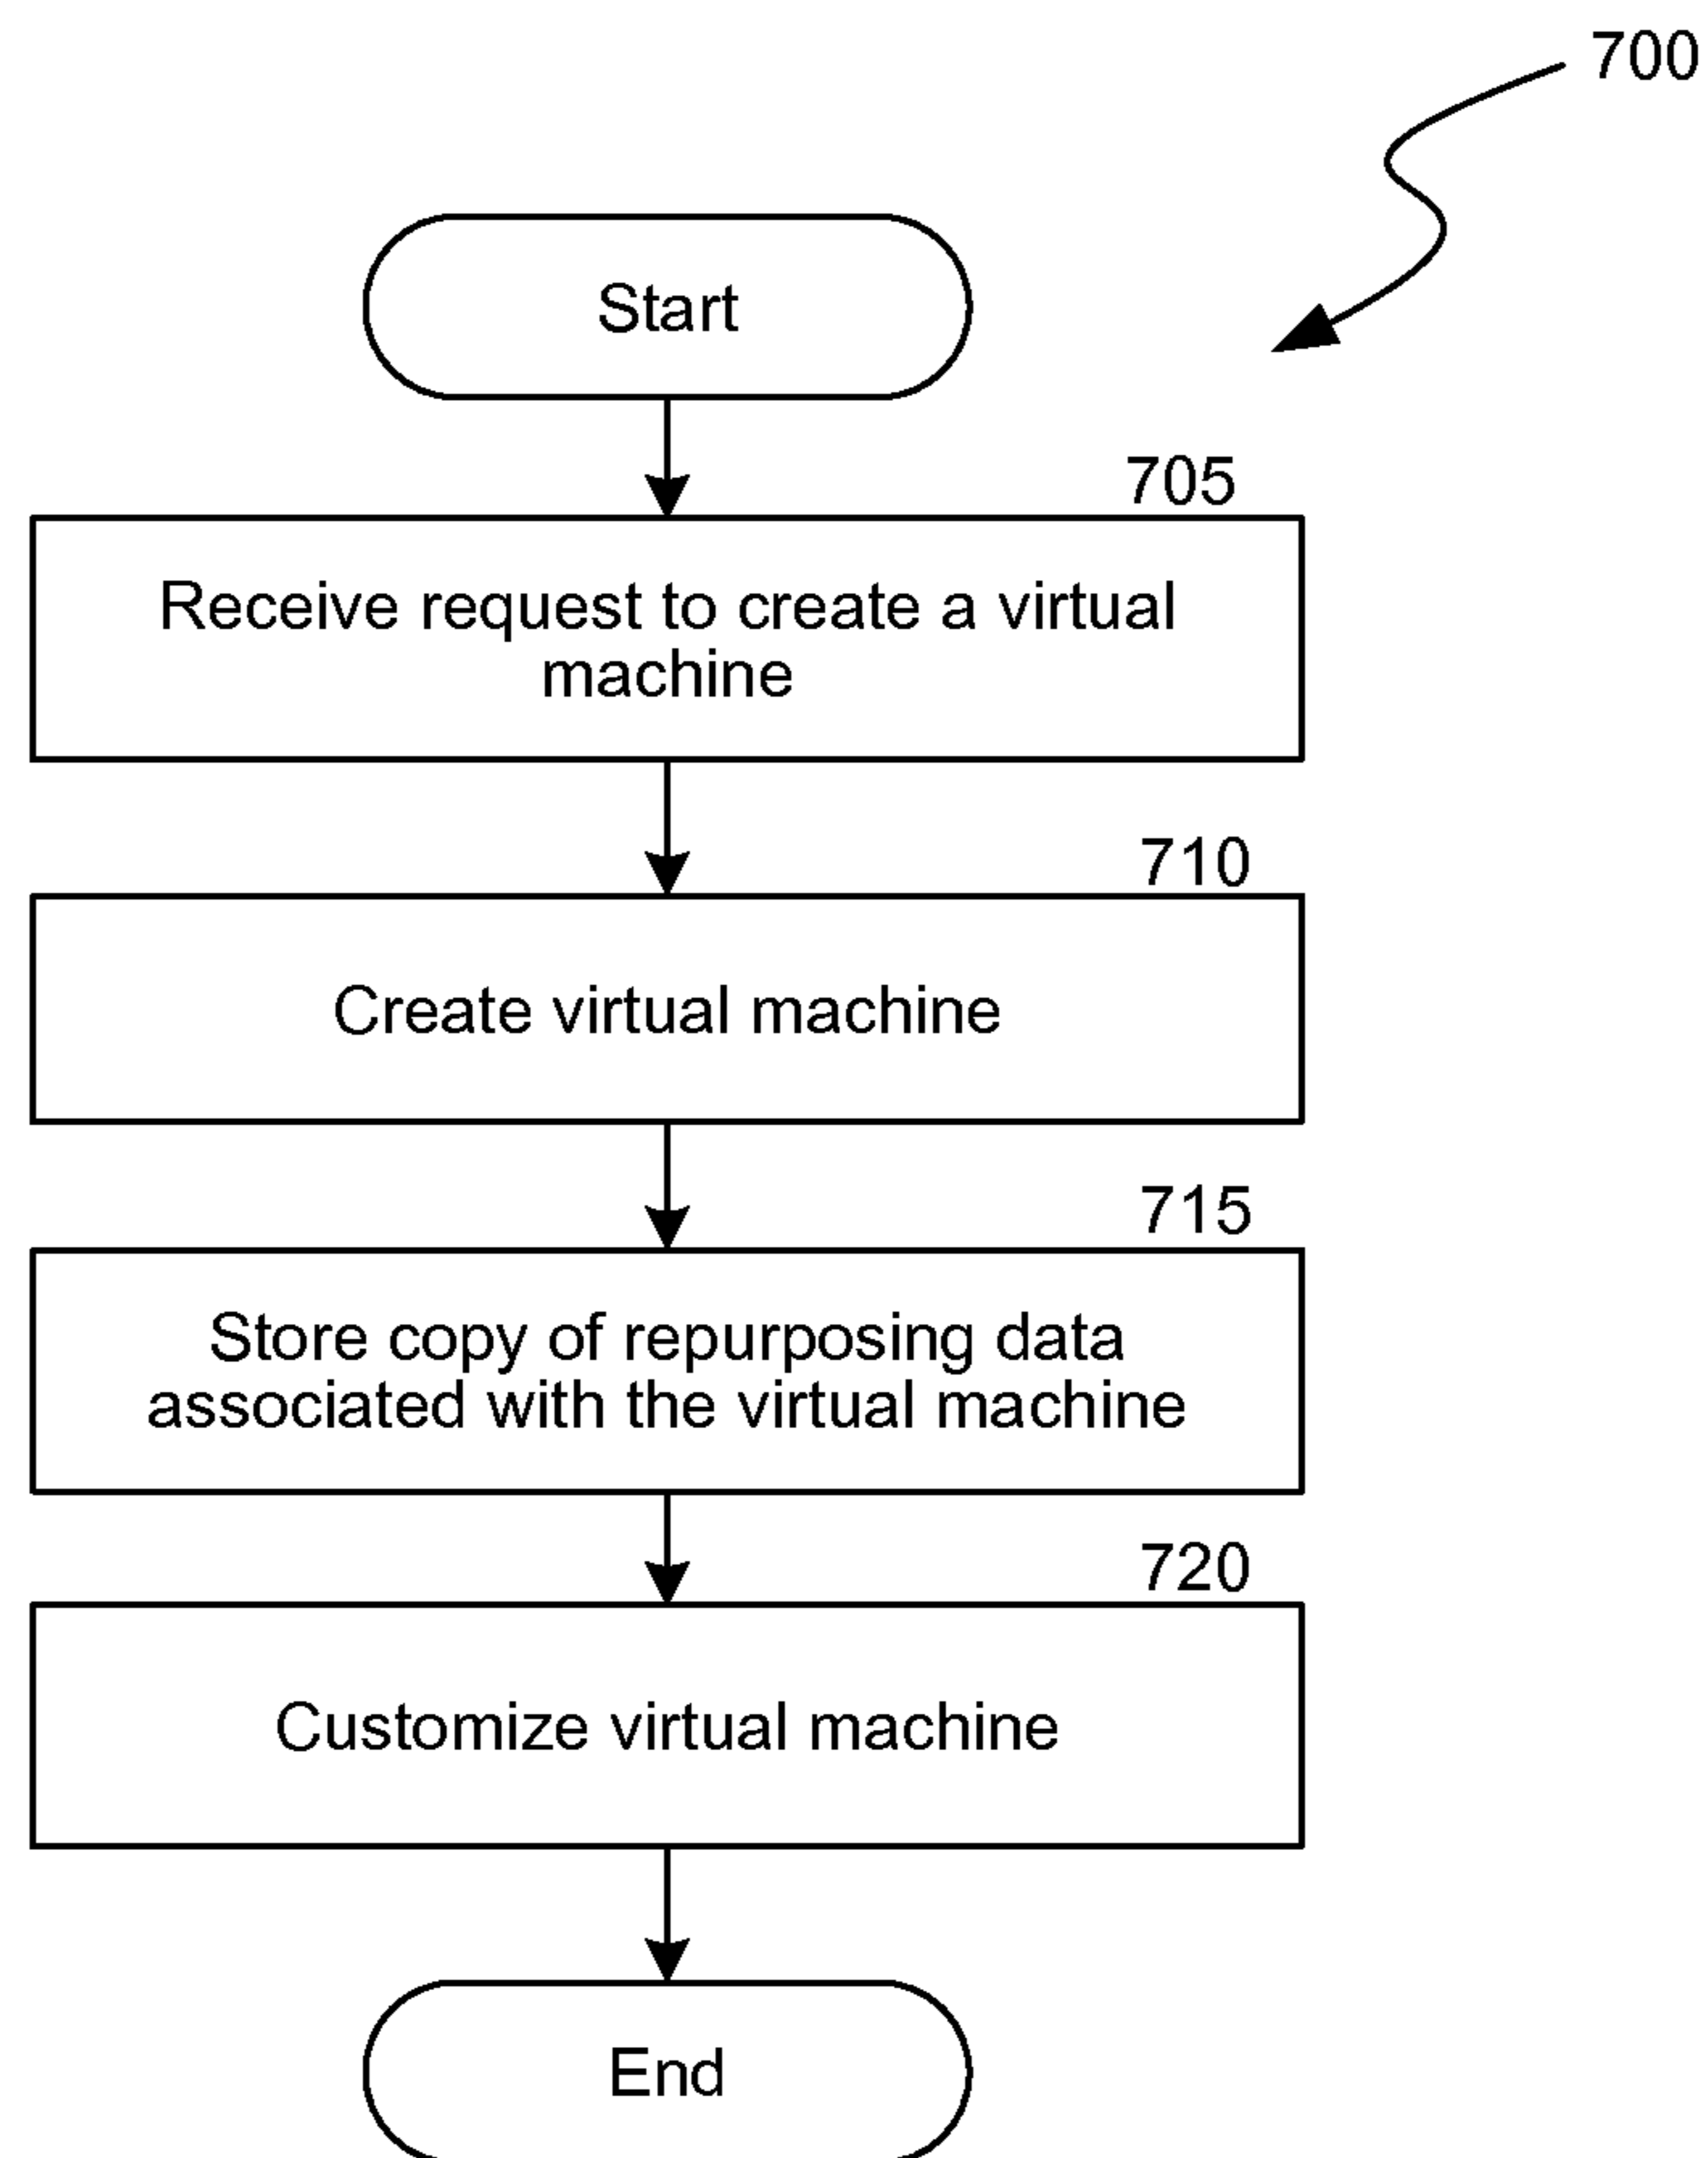 700
Start
705
Receive request to create a virtual
machine
710
Create virtual machine
715
Store copy of repurposing data
associated with the virtual machine
720
Customize virtual machine
End